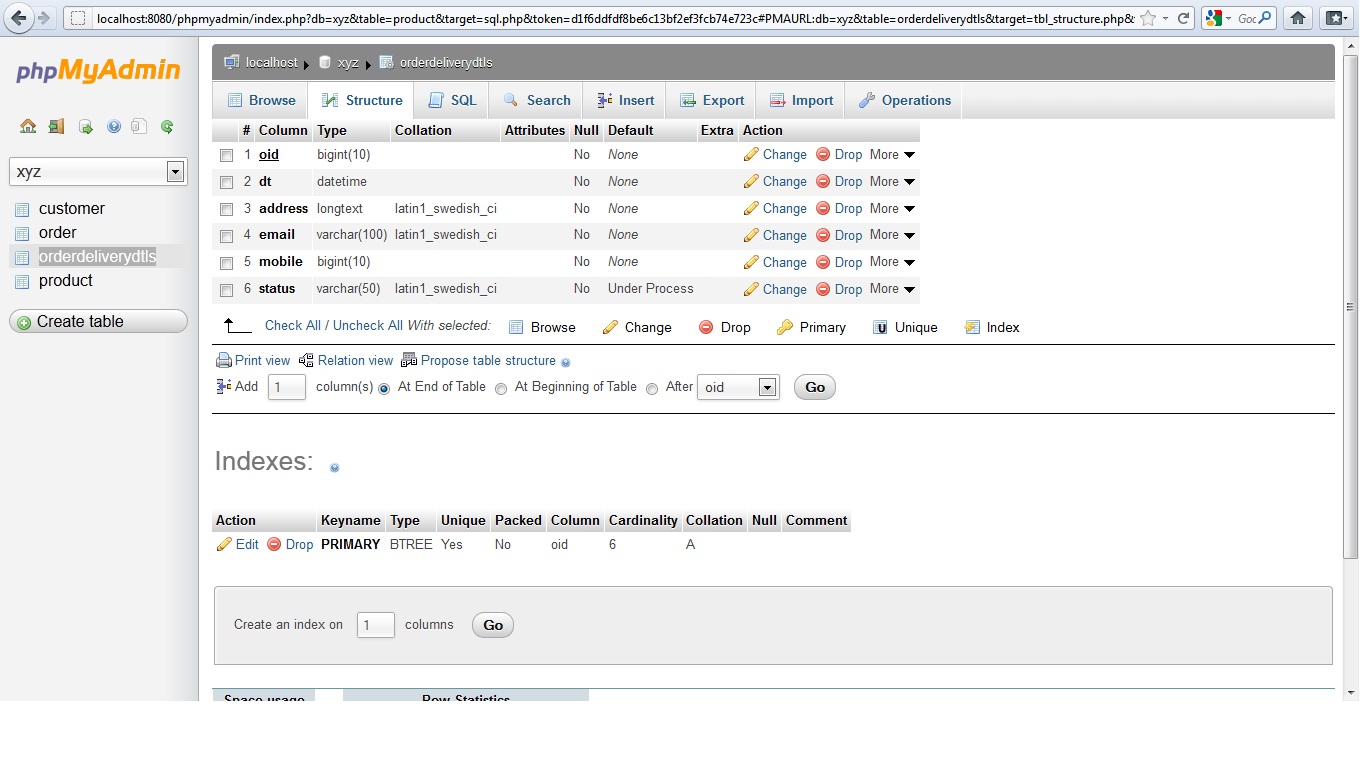 localhost:8080/phpmyadmin/index.php?db=xyz&table=product&target=sql.php&token=d1f6ddfdf8be6c13bf2ef3fcb74e723c#PMAURL:db=xyz&table=orderdeliverydtls&target=tbl_structure.php& Goo
phpMyAdmin
xyz
customer
order
orderdeliverydtls
product
Create table
localhost xyz orderdeliverydtls
Browse Structure SQL Search Insert Export Import Operations
# Column Type Collation Attributes Null Default Extra Action
1 oid bigint(10) No None Change Drop More
2 dt datetime No None Change Drop More
3 address longtext latin1_swedish_ci No None Change Drop More
4 email varchar(100) latin1_swedish_ci No None Change Drop More
5 mobile bigint(10) No None Change Drop More
6 status varchar(50) latin1_swedish_ci No Under Process Change Drop More
Check All / Uncheck All With selected: Browse Change Drop Primary Unique Index
Print view Relation view Propose table structure
Add 1 column(s) At End of Table At Beginning of Table After oid Go
Indexes:
Action Keyname Type Unique Packed Column Cardinality Collation Null Comment
Edit Drop PRIMARY BTREE Yes No oid 6 A
Create an index on 1 columns Go
Space usage Row Statistics